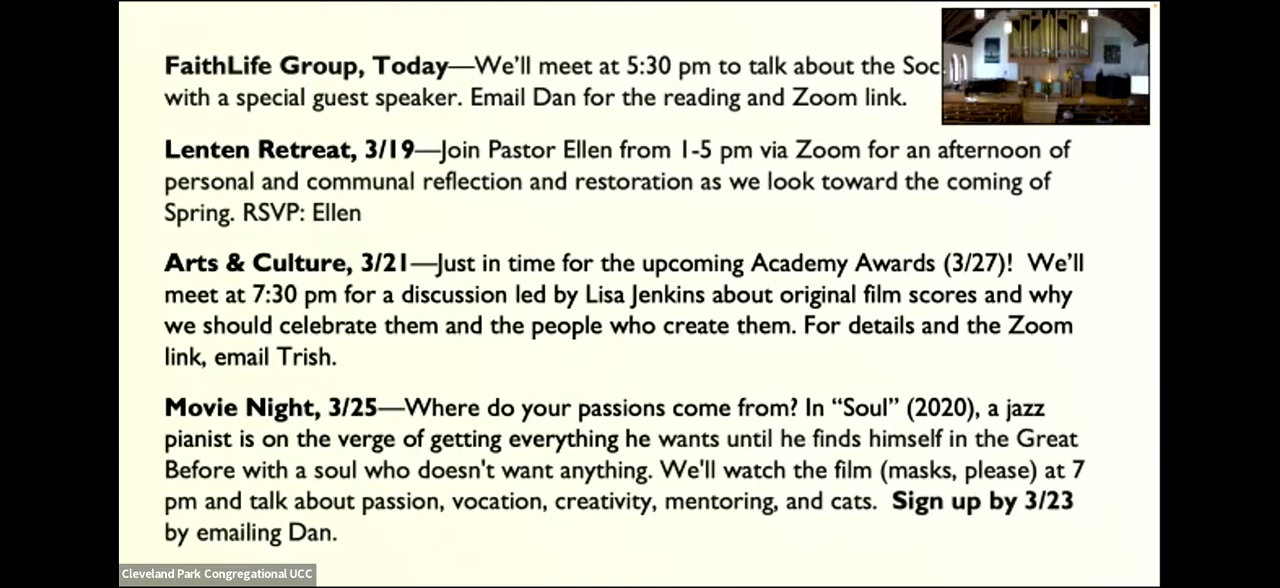 FaithLife Group, Today—We'll meet at 5:30 pm to talk about the Soc
with a special guest speaker. Email Dan for the reading and Zoom link.
Lenten Retreat, 3/19—Join Pastor Ellen from 1-5 pm via Zoom for an afternoon of
personal and communal reflection and restoration as we look toward the coming of
Spring. RSVP: Ellen
Arts & Culture, 3/21—Just in time for the upcoming Academy Awards (3/27)!  We'll
meet at 7:30 pm for a discussion led by Lisa Jenkins about original film scores and why
we should celebrate them and the people who create them. For details and the Zoom
link, email Trish.
Movie Night, 3/25—Where do your passions come from? In “Soul” (2020), a jazz
pianist is on the verge of getting everything he wants until he finds himself in the Great
Before with a soul who doesn't want anything. We'll watch the film (masks, please) at 7
pm and talk about passion, vocation, creativity, mentoring, and cats.  Sign up by 3/23
by emailing Dan.
Cleveland Park Congregational UCC